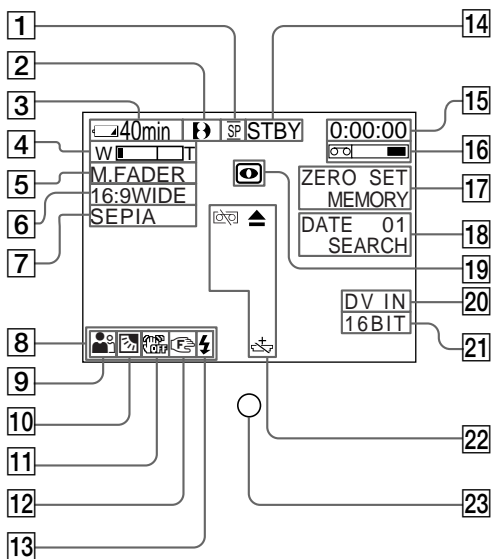 1
14
2
3
15
40min SP STBY 0:00:00
4
16
W T
5
M.FADER
ZERO SET
MEMORY
17
6
16:9WIDE
7
SEPIA
DATE 01
SEARCH
18
19
DV IN
20
16BIT
21
8
OFF
F
9
10
22
11
12
23
13